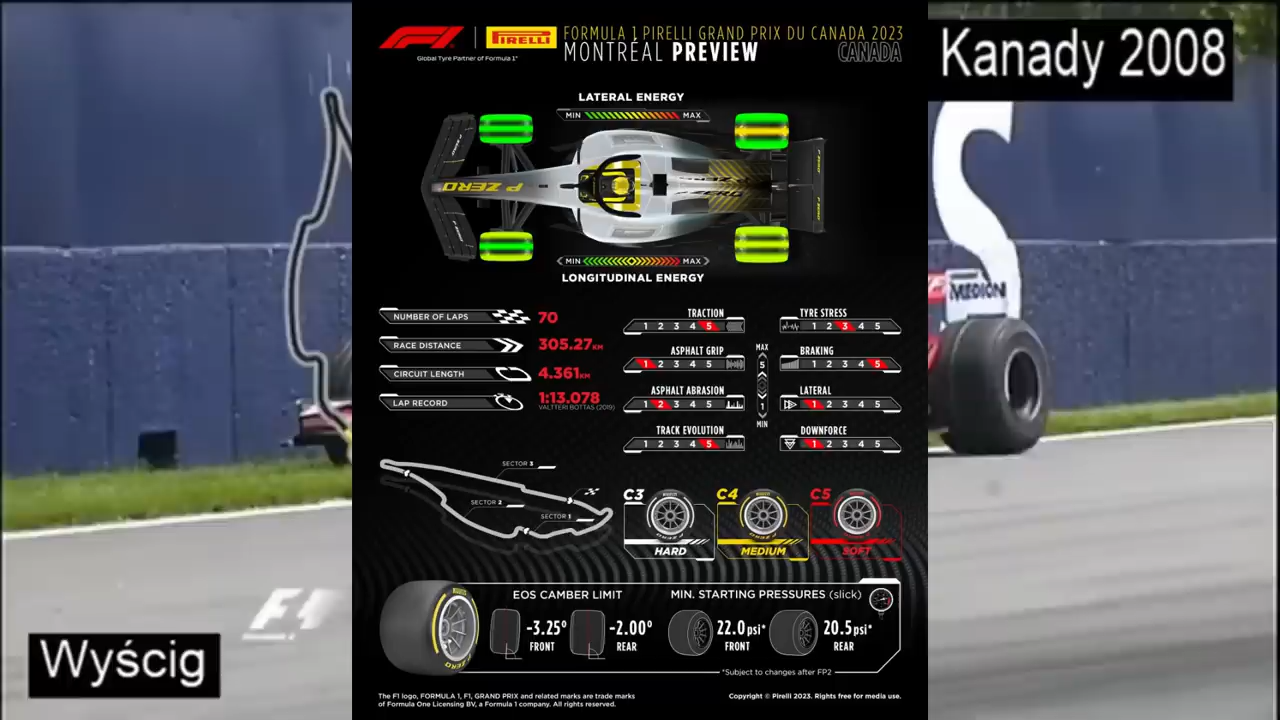 F1
PIRELLI
Global Tyre Partner of Formula 1®
FORMULA 1 PIRELLI GRAND PRIX DU CANADA 2023
MONTRÉAL PREVIEW
CANADA
Kanady 2008
LATERAL ENERGY
MIN MAX
P ZERO
MIN MAX
LONGITUDINAL ENERGY
MEDION
NUMBER OF LAPS 70
RACE DISTANCE 305.27KM
CIRCUIT LENGTH 4.361KM
LAP RECORD 1:13.078
VALTTERI BOTTAS (2019)
TRACTION
1 2 3 4 5
ASPHALT GRIP
1 2 3 4 5
ASPHALT ABRASION
1 2 3 4 5
TRACK EVOLUTION
1 2 3 4 5
MAX
5
1
MIN
TYRE STRESS
1 2 3 4 5
BRAKING
1 2 3 4 5
LATERAL
1 2 3 4 5
DOWNFORCE
1 2 3 4 5
SECTOR 3
SECTOR 2
SECTOR 1
C3 C4 C5
HARD MEDIUM SOFT
EOS CAMBER LIMIT
-3.25° FRONT
-2.00° REAR
MIN. STARTING PRESSURES (slick)
22.0psi* FRONT
20.5psi* REAR
*Subject to changes after FP2
The F1 logo, FORMULA 1, F1, GRAND PRIX and related marks are trade marks
of Formula One Licensing BV, a Formula 1 company. All rights reserved.
Copyright © Pirelli 2023. Rights free for media use.
F1
Wyścig